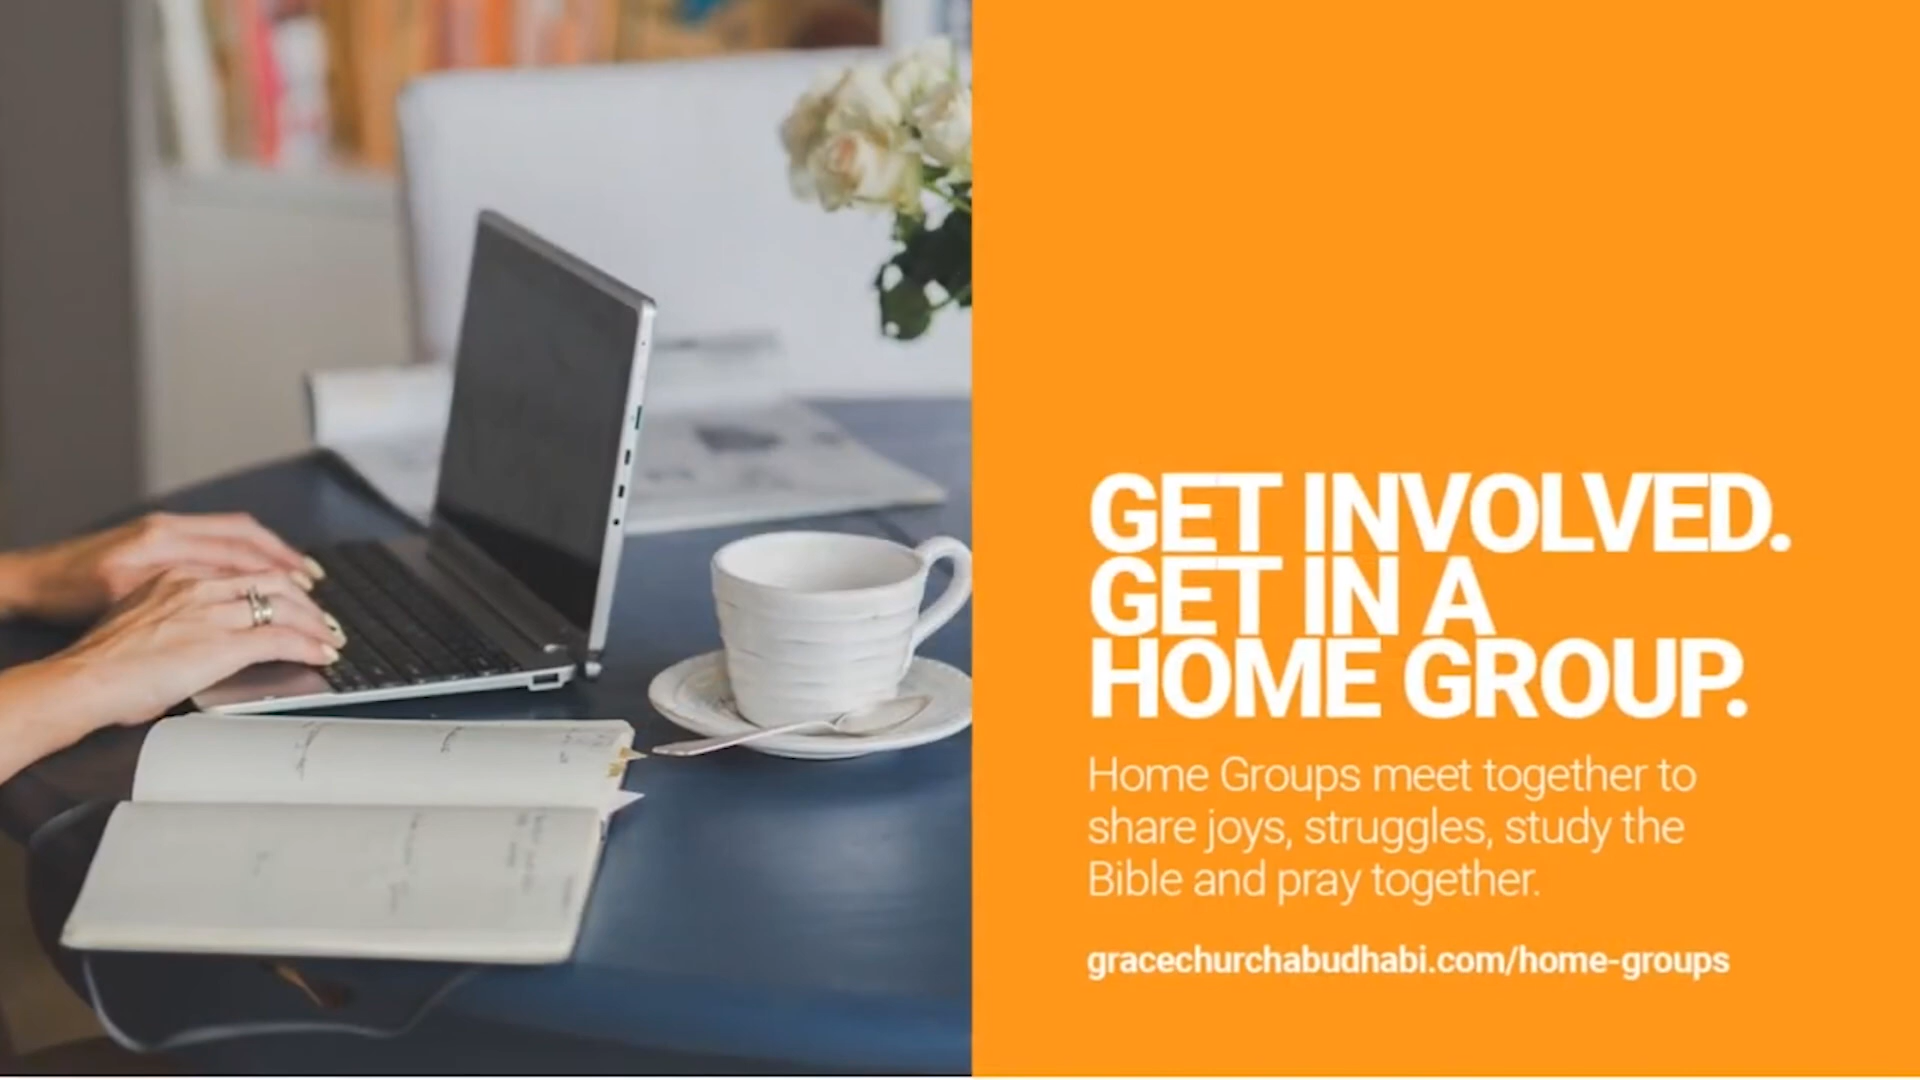 GET INVOLVED.
GET IN A
HOME GROUP.
Home Groups meet together to
share joys, struggles, study the
Bible and pray together.
gracechurchabudhabi.com/home-groups